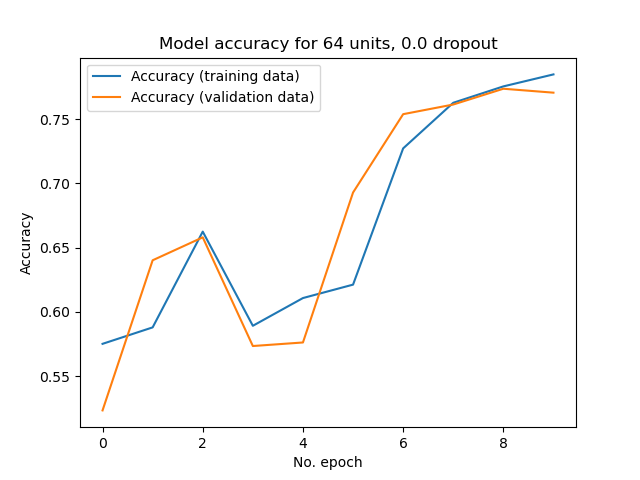 Model accuracy for 64 units, 0.0 dropout
Accuracy (training data)
Accuracy (validation data)
Accuracy
0.75
0.70
0.65
0.60
0.55
0 2 4 6 8
No. epoch